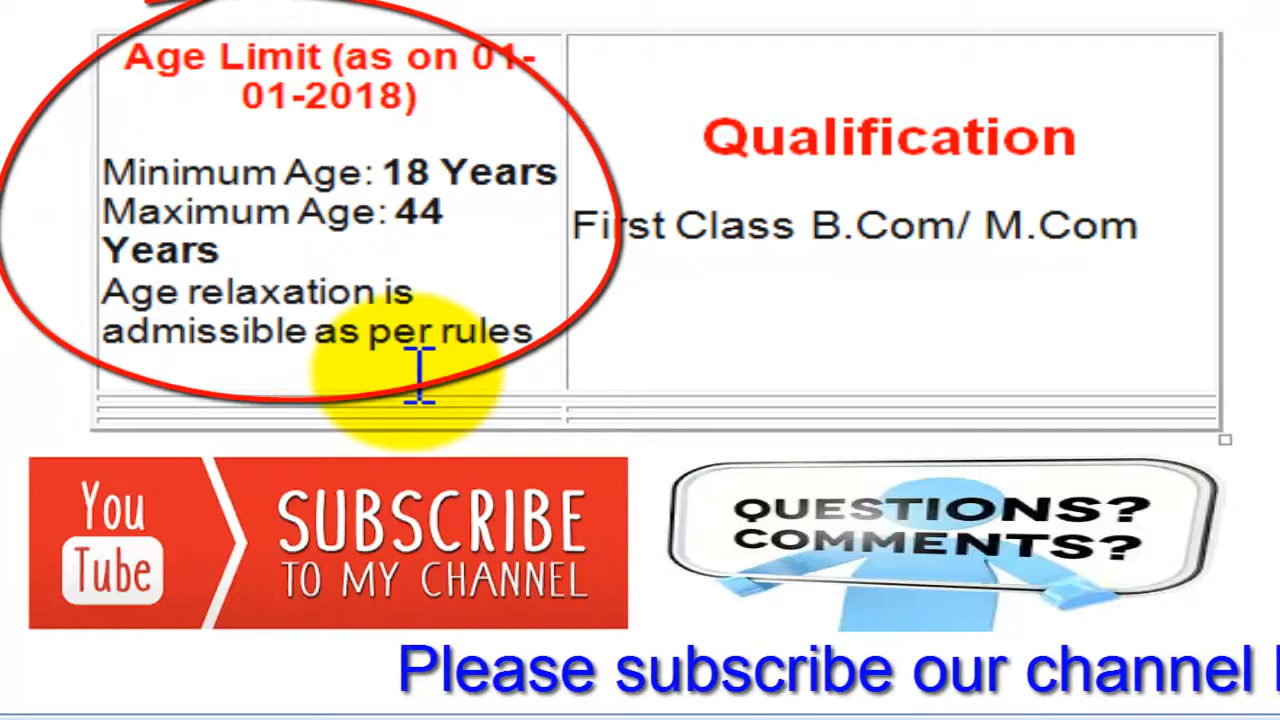 Age Limit (as on 01-
01-2018)
Minimum Age: 18 Years
Maximum Age: 44
Years
Age relaxation is
admissible as per rules
Qualification
First Class B.Com/ M.Com
You
Tube
SUBSCRIBE
TO MY CHANNEL
QUESTIONS?
COMMENTS?
Please subscribe our channel